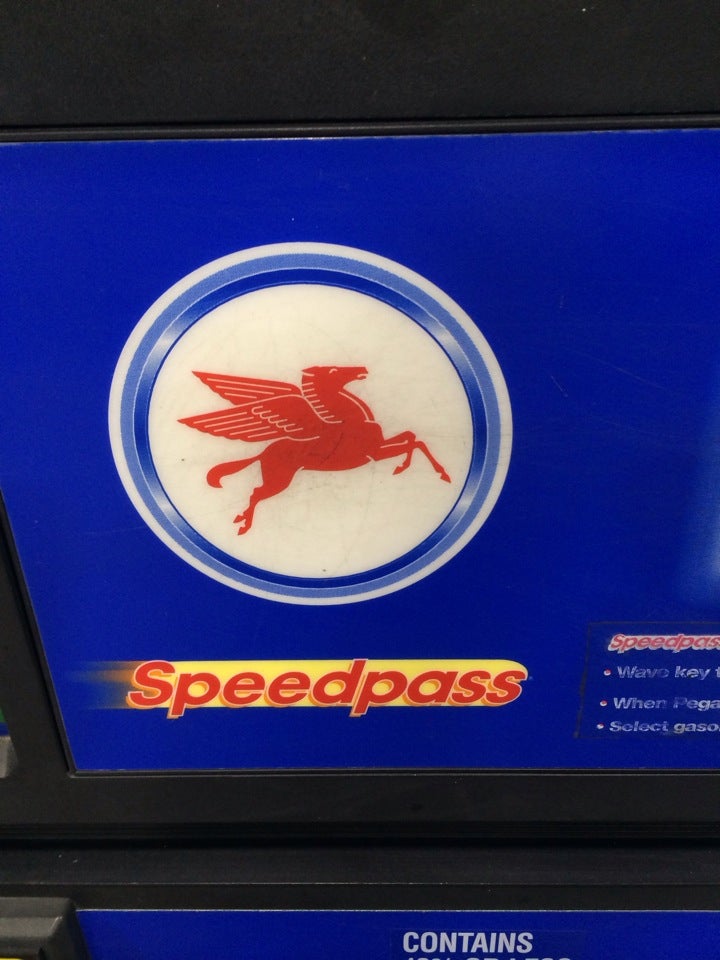 Speedpass
Speedpass
• Wave key t
• When Pega
• Select gaso
CONTAINS